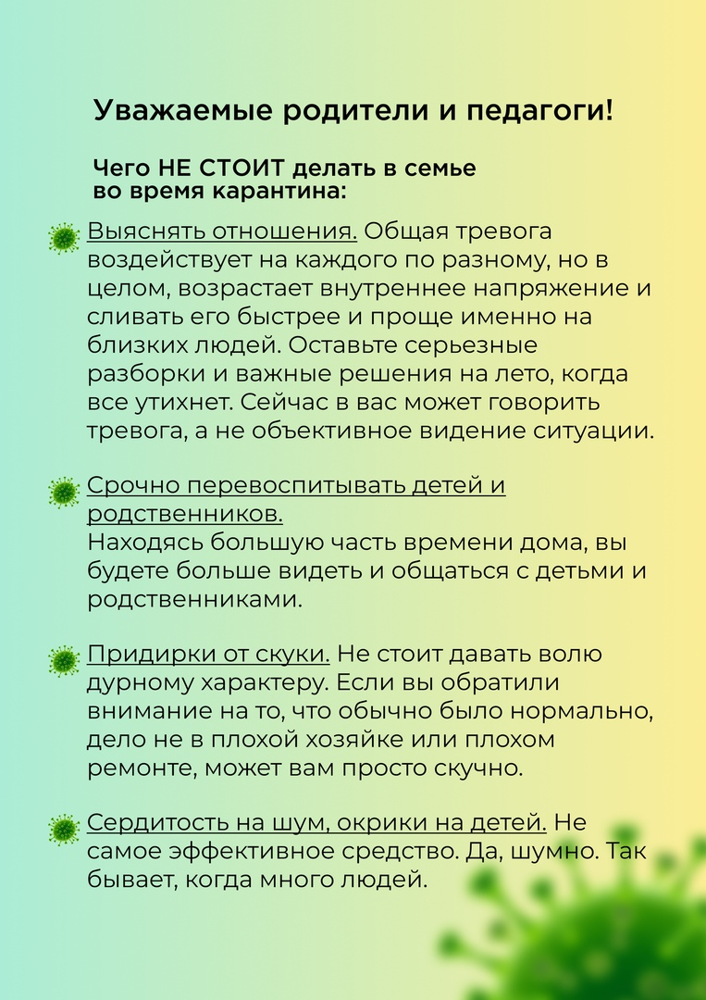 Уважаемые родители и педагоги!
Чего НЕ СТОИТ делать в семье
во время карантина:
Выяснять отношения. Общая тревога
воздействует на каждого по разному, но в
целом, возрастает внутреннее напряжение и
сливать его быстрее и проще именно на
близких людей. Оставьте серьезные
разборки и важные решения на лето, когда
все утихнет. Сейчас в вас может говорить
тревога, а не объективное видение ситуации.
Срочно перевоспитывать детей и
родственников.
Находясь большую часть времени дома, вы
будете больше видеть и общаться с детьми и
родственниками.
Придирки от скуки. Не стоит давать волю
дурному характеру. Если вы обратили
внимание на то, что обычно было нормально,
дело не в плохой хозяйке или плохом
ремонте, может вам просто скучно.
Сердитость на шум, окрики на детей. Не
самое эффективное средство. Да, шумно. Так
бывает, когда много людей.